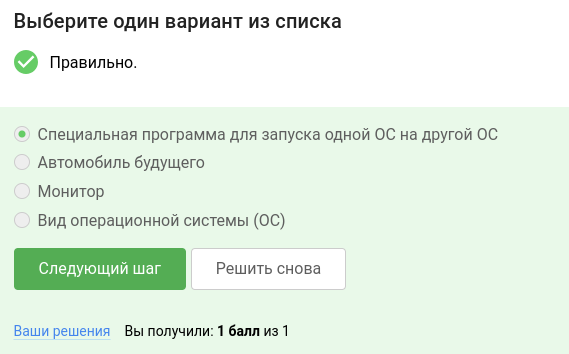 Выберите один вариант из списка
Правильно.
Специальная программа для запуска одной ОС на другой ОС
Автомобиль будущего
Монитор
Вид операционной системы (ОС)
Следующий шаг Решить снова
Ваши решения Вы получили: 1 балл из 1